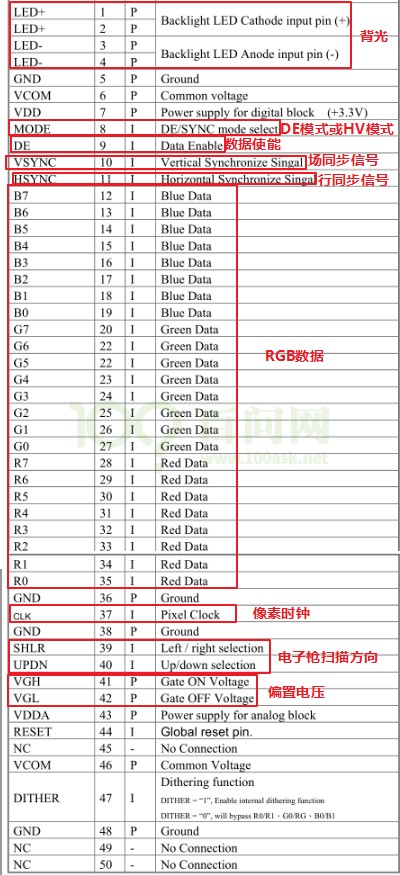 LED+ 1 P Backlight LED Cathode input pin (+)
LED+ 2 P
背光
LED- 3 P Backlight LED Anode input pin (-)
LED- 4 P
GND 5 P Ground
VCOM 6 P Common voltage
VDD 7 P Power supply for digital block (+3.3V)
MODE 8 I DE/SYNC mode select DE模式或HV模式
DE 9 I Data Enable 数据使能
VSYNC 10 I Vertical Synchronize Singal 场同步信号
HSYNC 11 I Horizontal Synchronize Singal 行同步信号
B7 12 I Blue Data
B6 13 I Blue Data
B5 14 I Blue Data
B4 15 I Blue Data
B3 16 I Blue Data
B2 17 I Blue Data
B1 18 I Blue Data
B0 19 I Blue Data
G7 20 I Green Data
G6 22 I Green Data
G5 22 I Green Data
RGB数据
G4 23 I Green Data
G3 24 I Green Data
G2 25 I Green Data
G1 26 I Green Data
G0 27 I Green Data
百问网
www.100ask.net
R7 28 I Red Data
R6 29 I Red Data
R5 30 I Red Data
R4 31 I Red Data
R3 32 I Red Data
R2 33 I Red Data
R1 34 I Red Data
R0 35 I Red Data
GND 36 P Ground
CLK 37 I Pixel Clock 像素时钟
GND 38 P Ground
SHLR 39 I Left / right selection
电子枪扫描方向
UPDN 40 I Up/down selection
VGH 41 P Gate ON Voltage
偏置电压
VGL 42 P Gate OFF Voltage
VDDA 43 P Power supply for analog block
RESET 44 I Global reset pin.
NC 45 - No Connection
VCOM 46 P Common Voltage
DITHER 47 I Dithering function
DITHER = “1”, Enable internal dithering function
DITHER = “0”, will bypass R0/R1、G0/RG、B0/B1
GND 48 P Ground
NC 49 - No Connection
NC 50 - No Connection